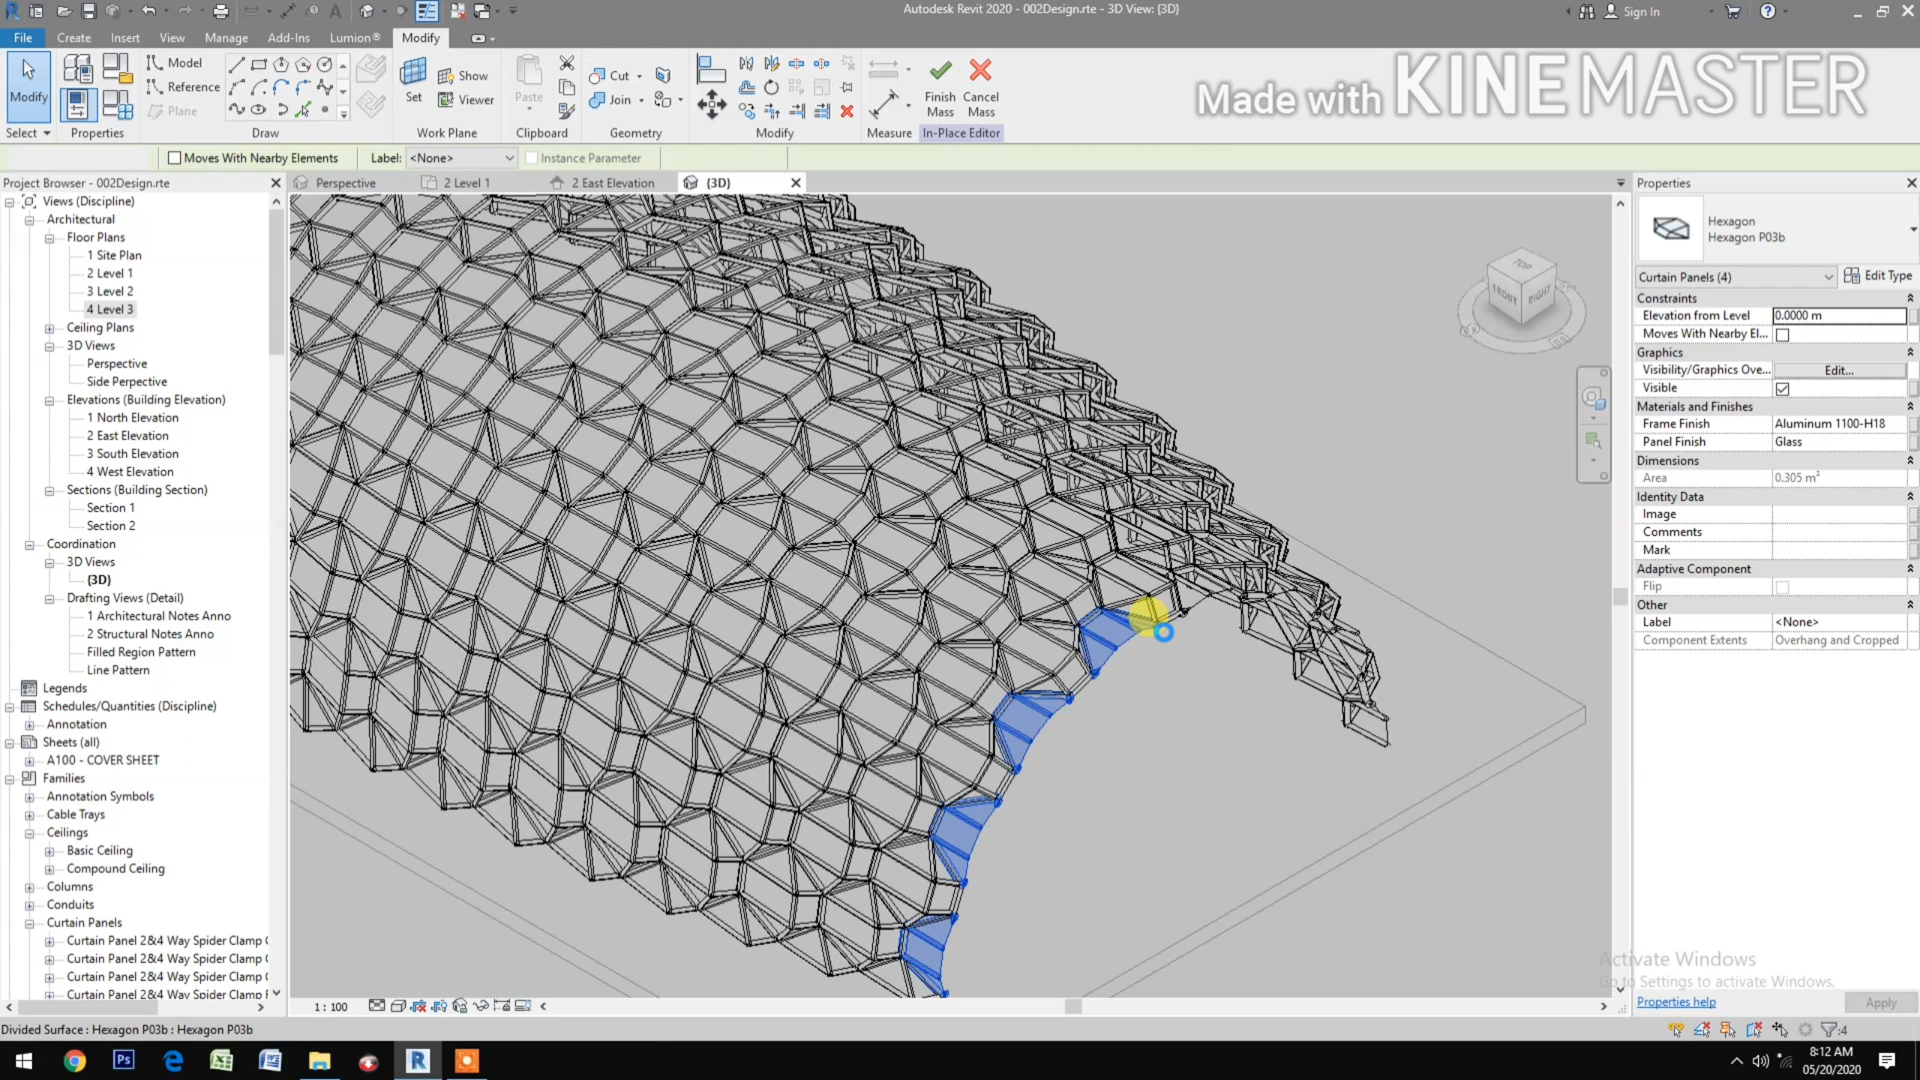 Autodesk Revit 2020 - 002Design.rte - 3D View: {3D}
Sign In
File Create Insert View Manage Add-Ins Lumion® Modify
Made with KINEMASTER
Modify
Model
Reference
Plane
Set
Show
Viewer
Paste
Cut
Join
Finish Mass
Cancel Mass
Select Properties Draw Work Plane Clipboard Geometry Modify Measure In-Place Editor
Moves With Nearby Elements Label: <None> Instance Parameter
Project Browser - 002Design.rte
Perspective 2 Level 1 2 East Elevation {3D}
Views (Discipline)
Architectural
Floor Plans
1 Site Plan
2 Level 1
3 Level 2
4 Level 3
Ceiling Plans
3D Views
Perspective
Side Perpective
Elevations (Building Elevation)
1 North Elevation
2 East Elevation
3 South Elevation
4 West Elevation
Sections (Building Section)
Section 1
Section 2
Coordination
3D Views
{3D}
Drafting Views (Detail)
1 Architectural Notes Anno
2 Structural Notes Anno
Filled Region Pattern
Line Pattern
Legends
Schedules/Quantities (Discipline)
Annotation
Sheets (all)
A100 - COVER SHEET
Families
Annotation Symbols
Cable Trays
Ceilings
Basic Ceiling
Compound Ceiling
Columns
Conduits
Curtain Panels
Curtain Panel 2&4 Way Spider Clamp
Curtain Panel 2&4 Way Spider Clamp
Curtain Panel 2&4 Way Spider Clamp
Curtain Panel 2&4 Way Spider Clamp
TOP
FRONT
RIGHT
S
E
Properties
Hexagon
Hexagon P03b
Curtain Panels (4) Edit Type
Constraints
Elevation from Level 0.0000 m
Moves With Nearby El...
Graphics
Visibility/Graphics Ove... Edit...
Visible
Materials and Finishes
Frame Finish Aluminum 1100-H18
Panel Finish Glass
Dimensions
Area 0.305 m²
Identity Data
Image
Comments
Mark
Adaptive Component
Flip
Other
Label <None>
Component Extents Overhang and Cropped
Activate Windows
Go to Settings to activate Windows.
Properties help Apply
1 : 100
Divided Surface : Hexagon P03b : Hexagon P03b
:4
8:12 AM
05/20/2020